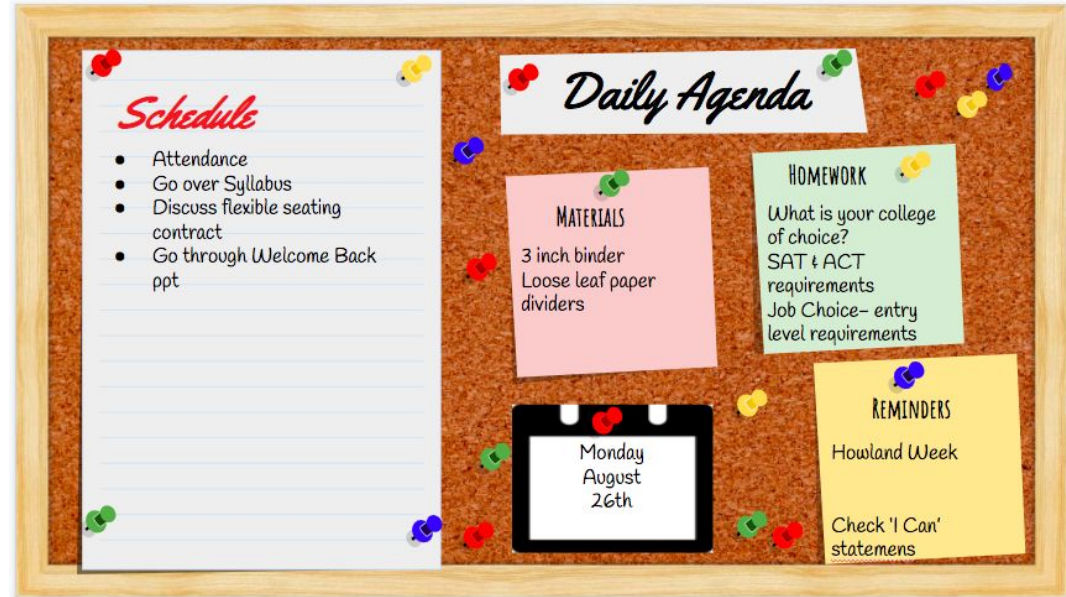 Daily Agenda
Schedule
● Attendance
● Go over Syllabus
● Discuss flexible seating
contract
● Go through Welcome Back
ppt
Materials
3 inch binder
Loose leaf paper
dividers
Homework
What is your college
of choice?
SAT & ACT
requirements
Job Choice- entry
level requirements
Monday
August
26th
Reminders
Howland Week
Check 'I Can'
statemens